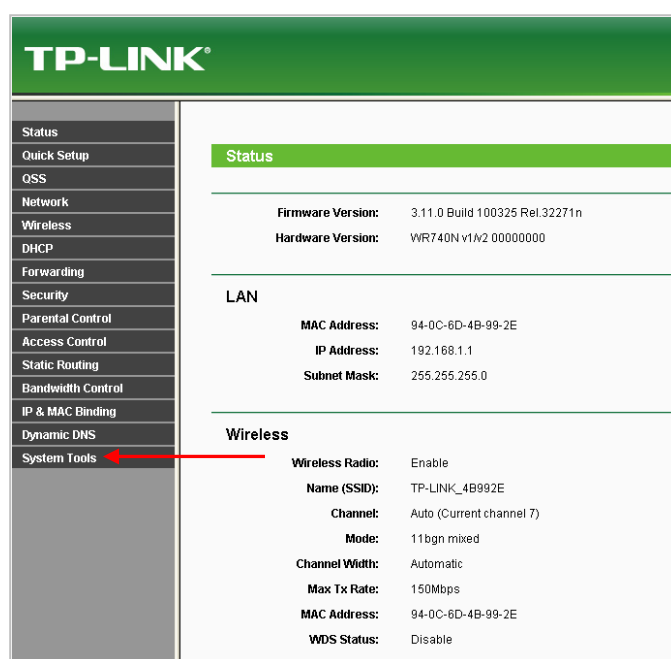 TP-LINK®
Status
Quick Setup
QSS
Network
Wireless
DHCP
Forwarding
Security
Parental Control
Access Control
Static Routing
Bandwidth Control
IP & MAC Binding
Dynamic DNS
System Tools
Status
Firmware Version: 3.11.0 Build 100325 Rel.32271n
Hardware Version: WR740N v1/v2 00000000
LAN
MAC Address: 94-0C-6D-4B-99-2E
IP Address: 192.168.1.1
Subnet Mask: 255.255.255.0
Wireless
Wireless Radio: Enable
Name (SSID): TP-LINK_4B992E
Channel: Auto (Current channel 7)
Mode: 11bgn mixed
Channel Width: Automatic
Max Tx Rate: 150Mbps
MAC Address: 94-0C-6D-4B-99-2E
WDS Status: Disable